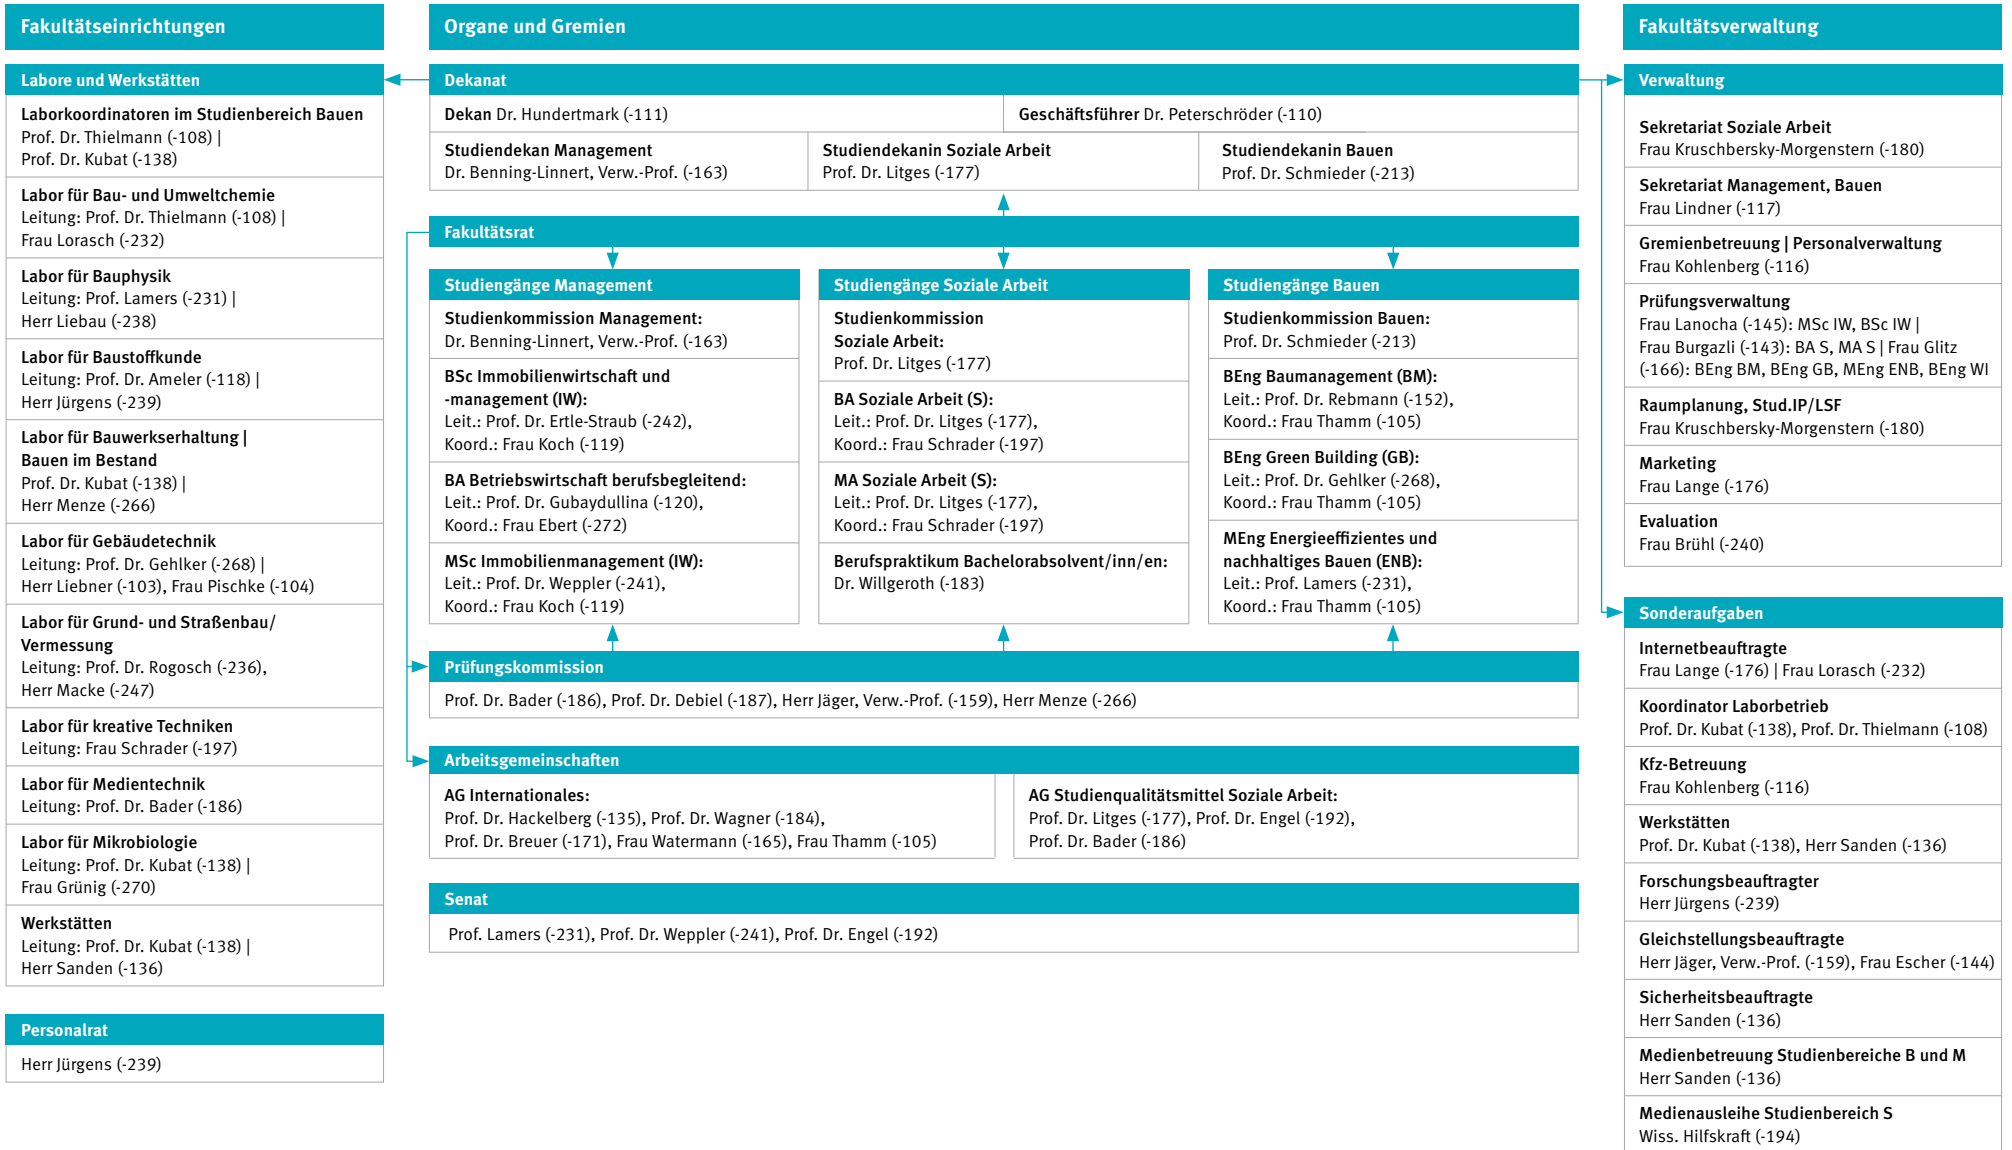 Fakultätseinrichtungen
Labore und Werkstätten
Laborkoordinatoren im Studienbereich Bauen
Prof. Dr. Thielmann (-108) |
Prof. Dr. Kubat (-138)
Labor für Bau- und Umweltchemie
Leitung: Prof. Dr. Thielmann (-108) |
Frau Lorasch (-232)
Labor für Bauphysik
Leitung: Prof. Lamers (-231) |
Herr Liebau (-238)
Labor für Baustoffkunde
Leitung: Prof. Dr. Ameler (-118) |
Herr Jürgens (-239)
Labor für Bauwerkserhaltung |
Bauen im Bestand
Prof. Dr. Kubat (-138) |
Herr Menze (-266)
Labor für Gebäudetechnik
Leitung: Prof. Dr. Gehlker (-268) |
Herr Liebner (-103), Frau Pischke (-104)
Labor für Grund- und Straßenbau/
Vermessung
Leitung: Prof. Dr. Rogosch (-236),
Herr Macke (-247)
Labor für kreative Techniken
Leitung: Frau Schrader (-197)
Labor für Medientechnik
Leitung: Prof. Dr. Bader (-186)
Labor für Mikrobiologie
Leitung: Prof. Dr. Kubat (-138) |
Frau Grünig (-270)
Werkstätten
Leitung: Prof. Dr. Kubat (-138) |
Herr Sanden (-136)
Personalrat
Herr Jürgens (-239)
Organe und Gremien
Dekanat
Dekan Dr. Hundertmark (-111)
Geschäftsführer Dr. Peterschröder (-110)
Studiendekan Management
Dr. Benning-Linnert, Verw.-Prof. (-163)
Studiendekanin Soziale Arbeit
Prof. Dr. Litges (-177)
Studiendekanin Bauen
Prof. Dr. Schmieder (-213)
Fakultätsrat
Studiengänge Management
Studienkommission Management:
Dr. Benning-Linnert, Verw.-Prof. (-163)
BSc Immobilienwirtschaft und
-management (IW):
Leit.: Prof. Dr. Ertle-Straub (-242),
Koord.: Frau Koch (-119)
BA Betriebswirtschaft berufsbegleitend:
Leit.: Prof. Dr. Gubaydullina (-120),
Koord.: Frau Ebert (-272)
MSc Immobilienmanagement (IW):
Leit.: Prof. Dr. Weppler (-241),
Koord.: Frau Koch (-119)
Studiengänge Soziale Arbeit
Studienkommission
Soziale Arbeit:
Prof. Dr. Litges (-177)
BA Soziale Arbeit (S):
Leit.: Prof. Dr. Litges (-177),
Koord.: Frau Schrader (-197)
MA Soziale Arbeit (S):
Leit.: Prof. Dr. Litges (-177),
Koord.: Frau Schrader (-197)
Berufspraktikum Bachelorabsolvent/inn/en:
Dr. Willgeroth (-183)
Studiengänge Bauen
Studienkommission Bauen:
Prof. Dr. Schmieder (-213)
BEng Baumanagement (BM):
Leit.: Prof. Dr. Rebmann (-152),
Koord.: Frau Thamm (-105)
BEng Green Building (GB):
Leit.: Prof. Dr. Gehlker (-268),
Koord.: Frau Thamm (-105)
MEng Energieeffizientes und
nachhaltiges Bauen (ENB):
Leit.: Prof. Lamers (-231),
Koord.: Frau Thamm (-105)
Prüfungskommission
Prof. Dr. Bader (-186), Prof. Dr. Debiel (-187), Herr Jäger, Verw.-Prof. (-159), Herr Menze (-266)
Arbeitsgemeinschaften
AG Internationales:
Prof. Dr. Hackelberg (-135), Prof. Dr. Wagner (-184),
Prof. Dr. Breuer (-171), Frau Watermann (-165), Frau Thamm (-105)
AG Studienqualitätsmittel Soziale Arbeit:
Prof. Dr. Litges (-177), Prof. Dr. Engel (-192),
Prof. Dr. Bader (-186)
Senat
Prof. Lamers (-231), Prof. Dr. Weppler (-241), Prof. Dr. Engel (-192)
Fakultätsverwaltung
Verwaltung
Sekretariat Soziale Arbeit
Frau Kruschbersky-Morgenstern (-180)
Sekretariat Management, Bauen
Frau Lindner (-117)
Gremienbetreuung | Personalverwaltung
Frau Kohlenberg (-116)
Prüfungsverwaltung
Frau Lanocha (-145): MSc IW, BSc IW |
Frau Burgazli (-143): BA S, MA S | Frau Glitz
(-166): BEng BM, BEng GB, MEng ENB, BEng WI
Raumplanung, Stud.IP/LSF
Frau Kruschbersky-Morgenstern (-180)
Marketing
Frau Lange (-176)
Evaluation
Frau Brühl (-240)
Sonderaufgaben
Internetbeauftragte
Frau Lange (-176) | Frau Lorasch (-232)
Koordinator Laborbetrieb
Prof. Dr. Kubat (-138), Prof. Dr. Thielmann (-108)
Kfz-Betreuung
Frau Kohlenberg (-116)
Werkstätten
Prof. Dr. Kubat (-138), Herr Sanden (-136)
Forschungsbeauftragter
Herr Jürgens (-239)
Gleichstellungsbeauftragte
Herr Jäger, Verw.-Prof. (-159), Frau Escher (-144)
Sicherheitsbeauftragte
Herr Sanden (-136)
Medienbetreuung Studienbereiche B und M
Herr Sanden (-136)
Medienausleihe Studienbereich S
Wiss. Hilfskraft (-194)